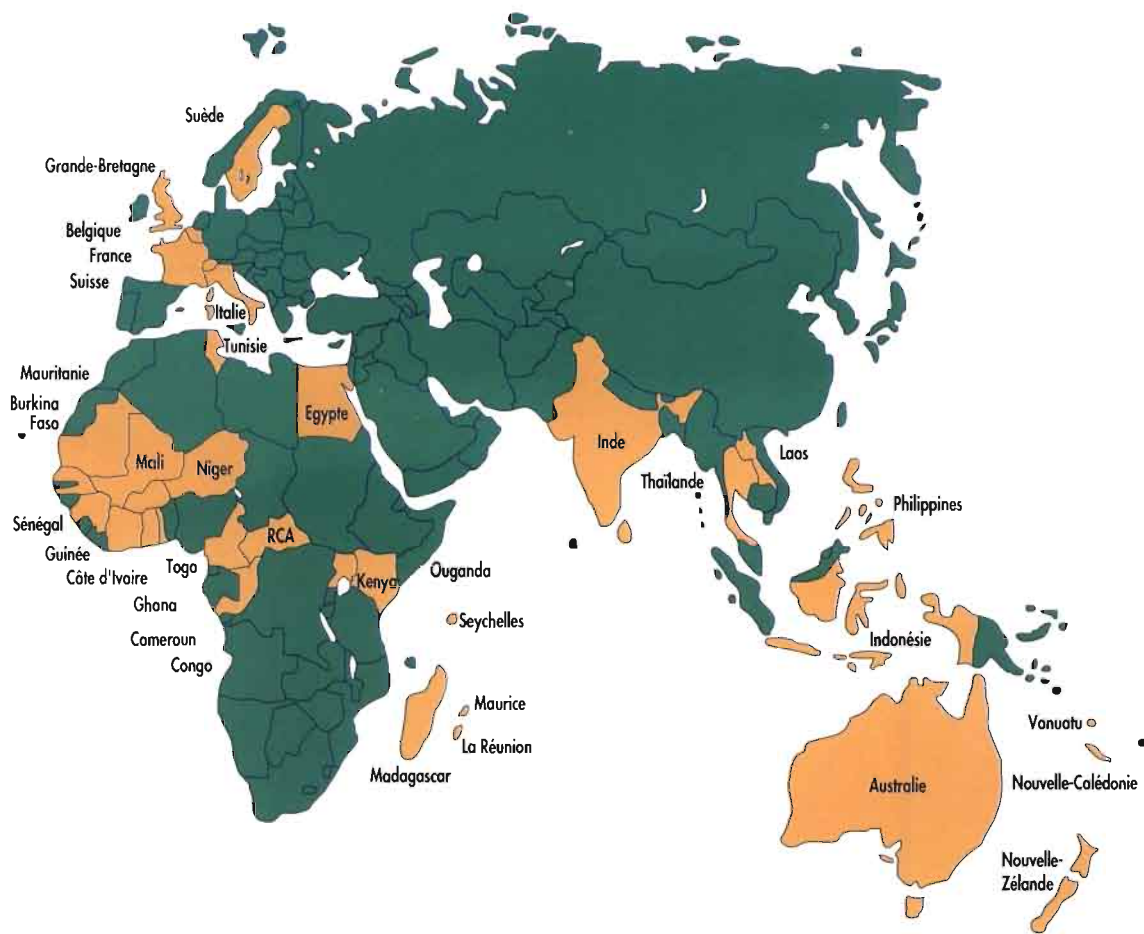 Suède
Grande-Bretagne
Belgique
France
Suisse
Italie
Tunisie
Mauritanie
Burkina
Faso
Egypte
Mali
Niger
Inde
Laos
Thaïlande
Philippines
Sénégal
Guinée
Côte d'Ivoire
Togo
Ghana
RCA
Cameroun
Congo
Kenya
Ouganda
Seychelles
Indonésie
Maurice
La Réunion
Madagascar
Vanuatu
Australie
Nouvelle-Calédonie
Nouvelle-
Zélande